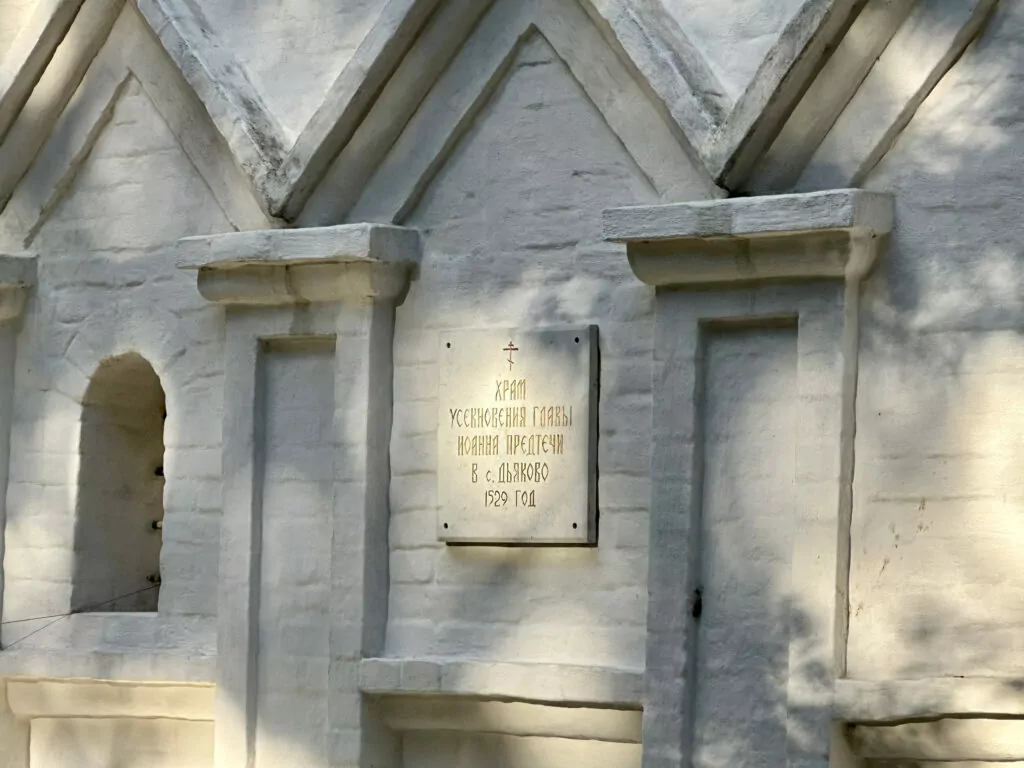 ХРАМ
УСЕКНОВЕНИЯ ГЛАВЫ
ИОАННА ПРЕДТЕЧИ
В с. ДЬЯКОВО
1529 ГОД